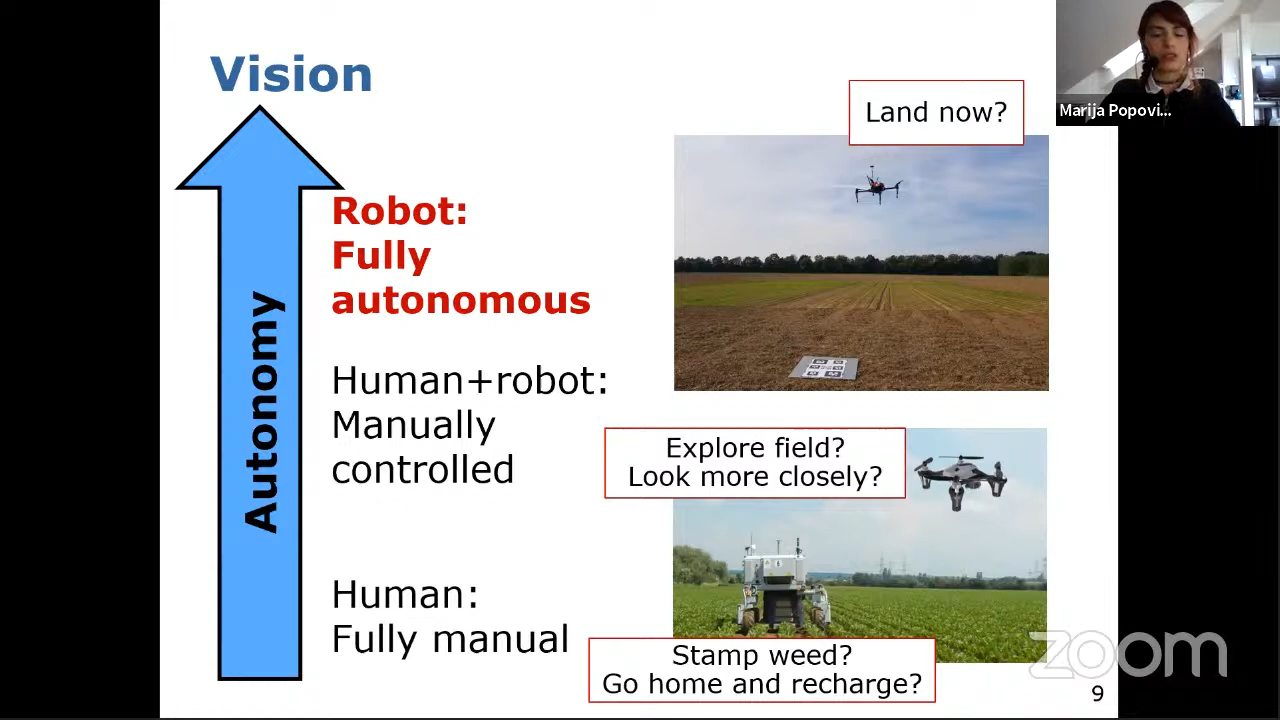 Vision
Land now?
Marija Popovi...
Robot:
Fully
autonomous
Autonomy
Human+robot:
Manually
controlled
Explore field?
Look more closely?
Human:
Fully manual
Stamp weed?
Go home and recharge?
zoom
9